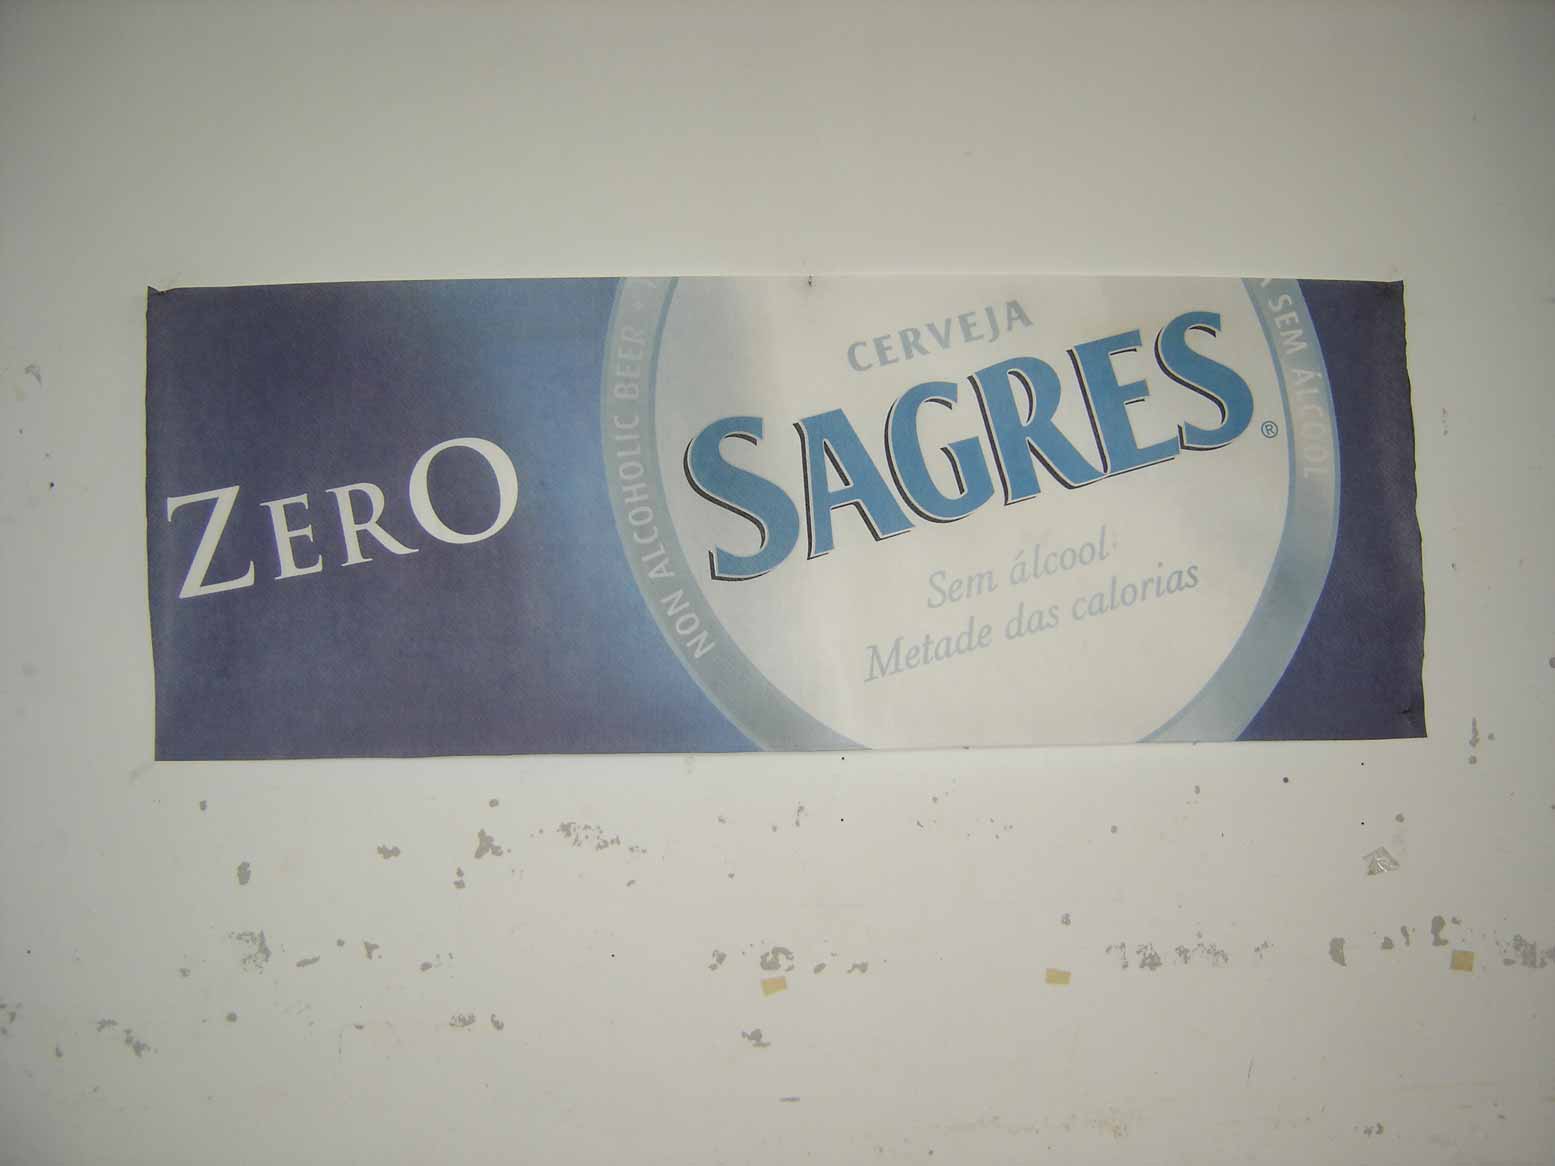 ZERO
NON ALCOHOLIC BEER
CERVEJA
SAGRES®
Sem álcool
Metade das calorias
SEM ÁLCOOL